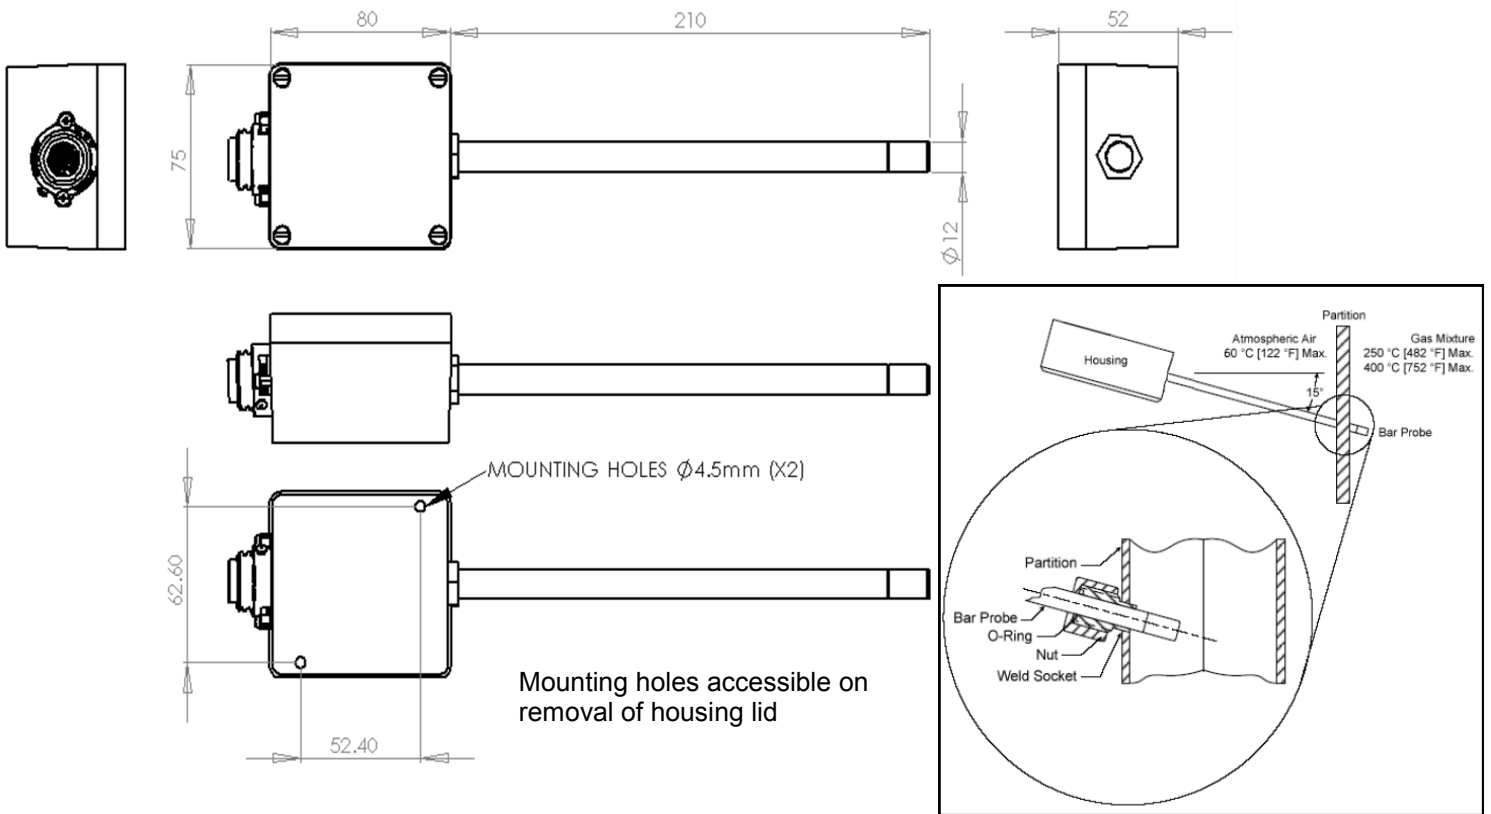 80
210
52
75
Ø12
MOUNTING HOLES Ø4.5mm (X2)
62.60
52.40
Mounting holes accessible on
removal of housing lid
Partition
Atmospheric Air
60 °C [122 °F] Max.
Gas Mixture
250 °C [482 °F] Max.
400 °C [752 °F] Max.
Housing
15°
Bar Probe
Partition
Bar Probe
O-Ring
Nut
Weld Socket